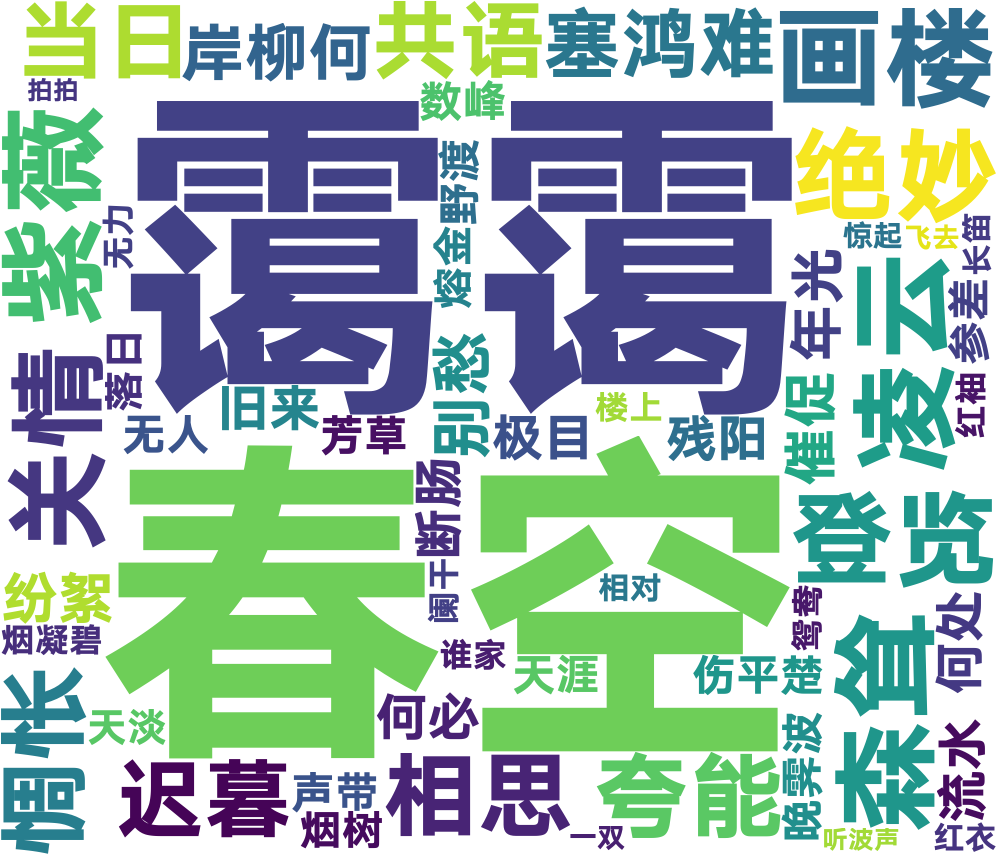 当日
岸柳何
共语
塞鸿难
画楼
拍拍
数峰
紫薇
霭霭
野渡
绝妙
无力
熔金
惊起
飞去
长笛
年光
凌云
参差
关情
落日
旧来
别愁
楼上
催促
红袖
无人
芳草
极目
残阳
春空
断肠
登览
相对
阑干
纷絮
烟凝碧
谁家
鸳鸯
何处
天涯
伤平楚
森耸
惆怅
天淡
何必
晚霁波
流水
迟暮
声带
相思
夸能
烟树
一双
听波声
红衣